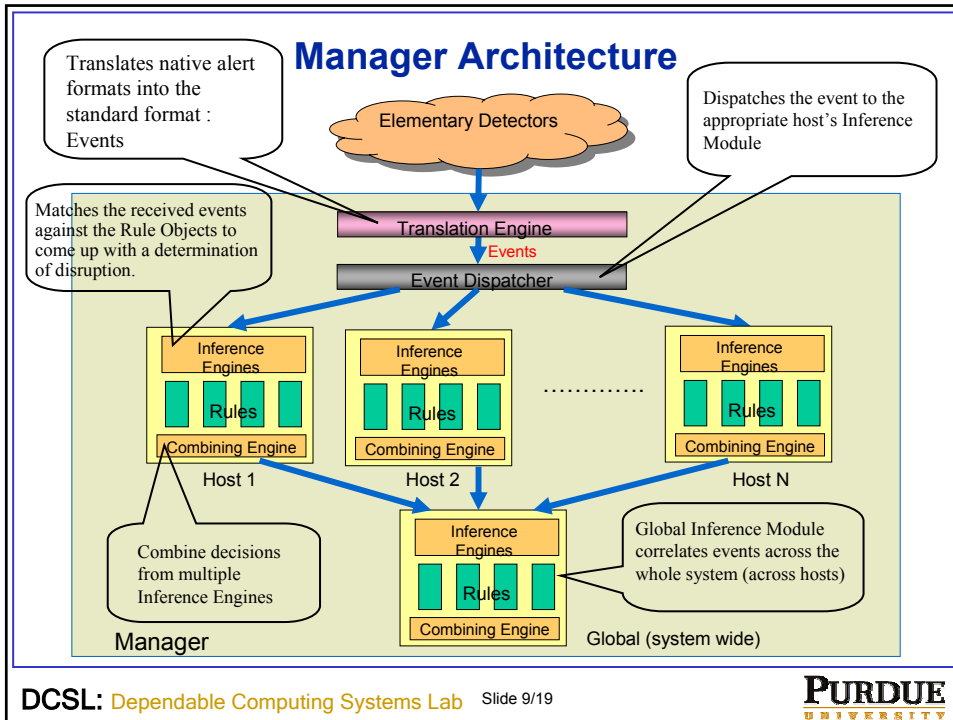 Manager Architecture
Translates native alert
formats into the
standard format :
Events
Elementary Detectors
Dispatches the event to the
appropriate host's Inference
Module
Matches the received events
against the Rule Objects to
come up with a determination
of disruption.
Translation Engine
Events
Event Dispatcher
Inference
Engines
Rules
Combining Engine
Host 1
Inference
Engines
Rules
Combining Engine
Host 2
………….
Inference
Engines
Rules
Combining Engine
Host N
Combine decisions
from multiple
Inference Engines
Inference
Engines
Rules
Combining Engine
Global Inference Module
correlates events across the
whole system (across hosts)
Manager
Global (system wide)
DCSL: Dependable Computing Systems Lab
Slide 9/19
PURDUE
UNIVERSITY